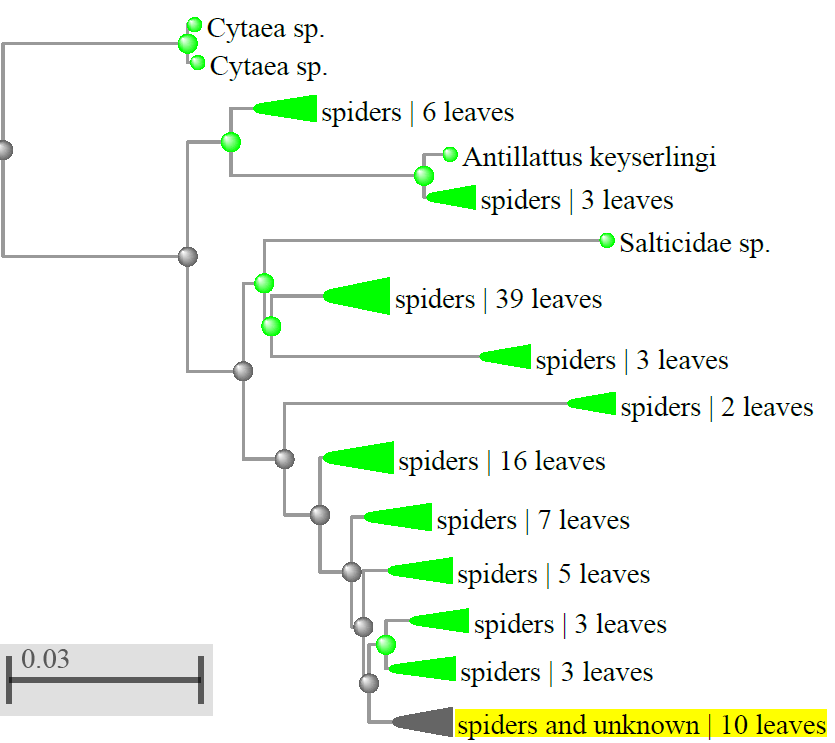 Cytaea sp.
Cytaea sp.
spiders | 6 leaves
Antillattus keyserlingi
spiders | 3 leaves
Salticidae sp.
spiders | 39 leaves
spiders | 3 leaves
spiders | 2 leaves
spiders | 16 leaves
spiders | 7 leaves
spiders | 5 leaves
spiders | 3 leaves
0.03
spiders | 3 leaves
spiders and unknown | 10 leaves